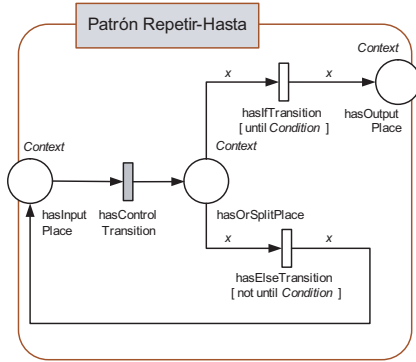 Patrón Repetir-Hasta
Context
x
x
hasIfTransition
[ until Condition ]
hasOutput
Place
Context
Context
hasInput
Place
hasControl
Transition
hasOrSplitPlace
x
x
hasElseTransition
[ not until Condition ]